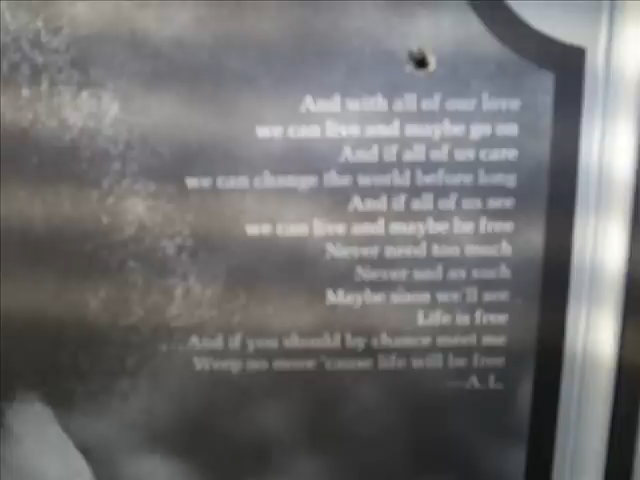 And with all of our love
we can live and maybe go on
And if all of us care
we can change the world before long
And if all of us see
we can live and maybe be free
Never need too much
Never sad as such
Maybe we'll see
Life is free
And if you should by chance meet me
Weep no more 'cause life will be free
—A. L.